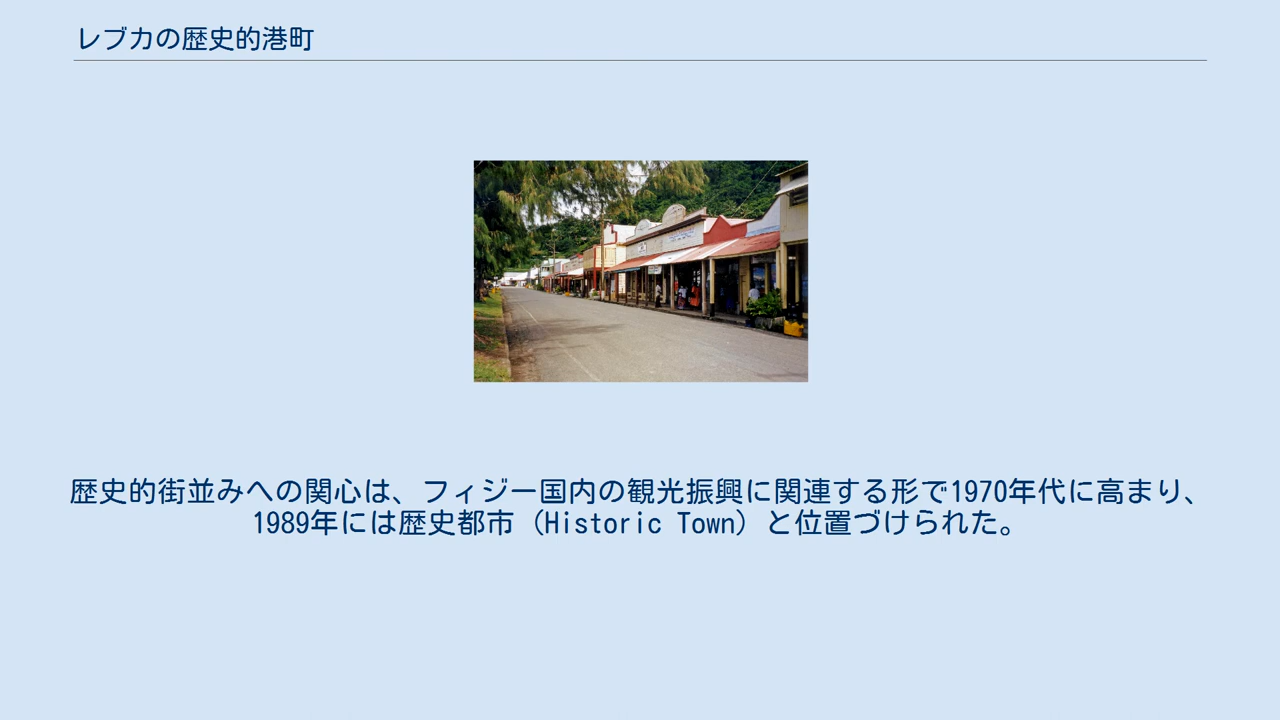 レブカの歴史的港町
歴史的街並みへの関心は、フィジー国内の観光振興に関連する形で1970年代に高まり、
1989年には歴史都市（Historic Town）と位置づけられた。